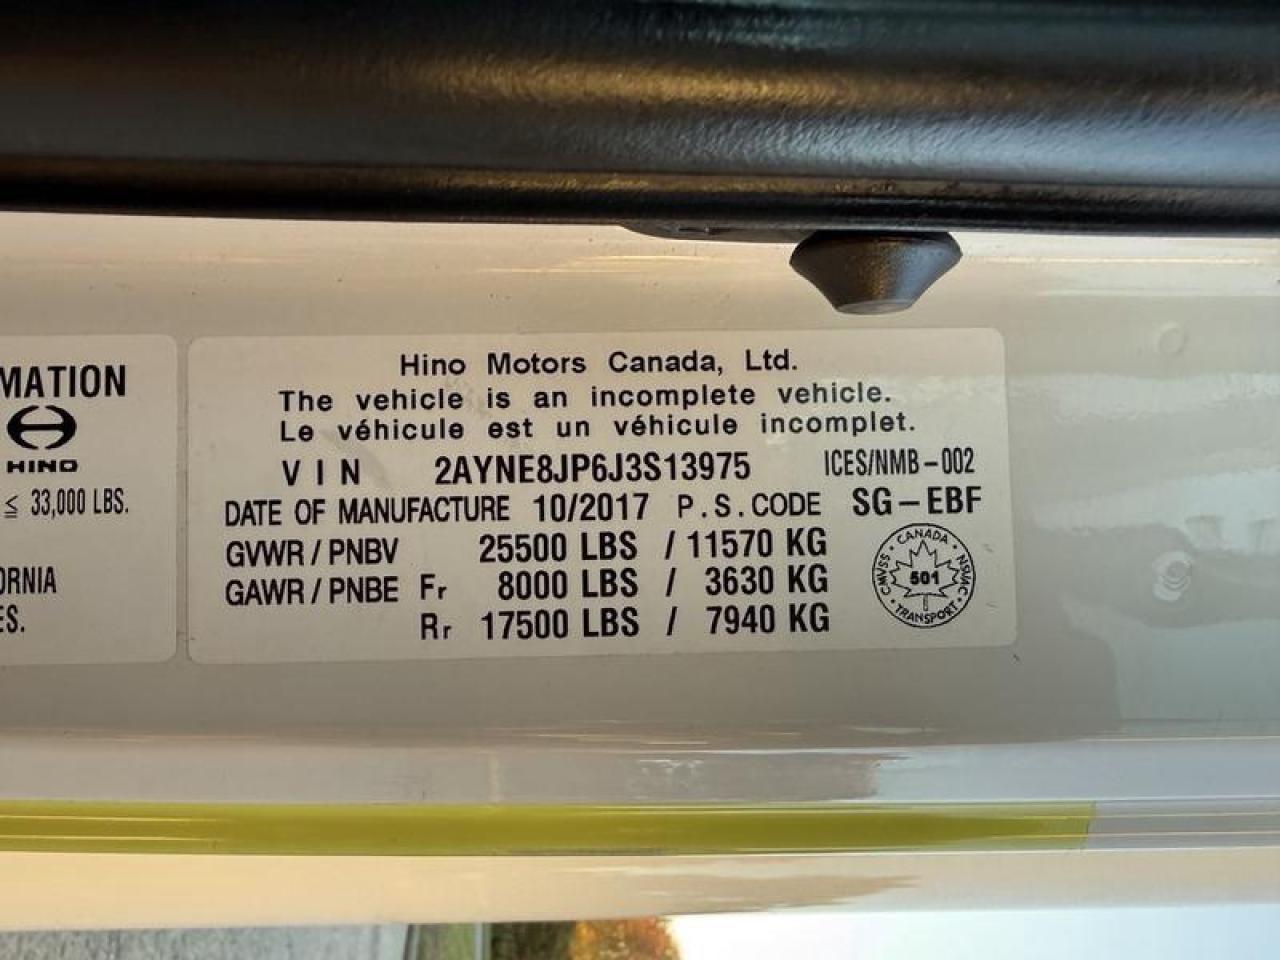 MATION
HINO
≤ 33,000 LBS.
ORNIA
ES.
Hino Motors Canada, Ltd.
The vehicle is an incomplete vehicle.
Le véhicule est un véhicule incomplet.
VIN 2AYNE8JP6J3S13975 ICES/NMB-002
DATE OF MANUFACTURE 10/2017 P.S.CODE SG-EBF
GVWR/PNBV 25500 LBS / 11570 KG
GAWR/PNBE Fr 8000 LBS / 3630 KG
Rr 17500 LBS / 7940 KG
CANADA
CMVSS 501 NSVAC
TRANSPORT